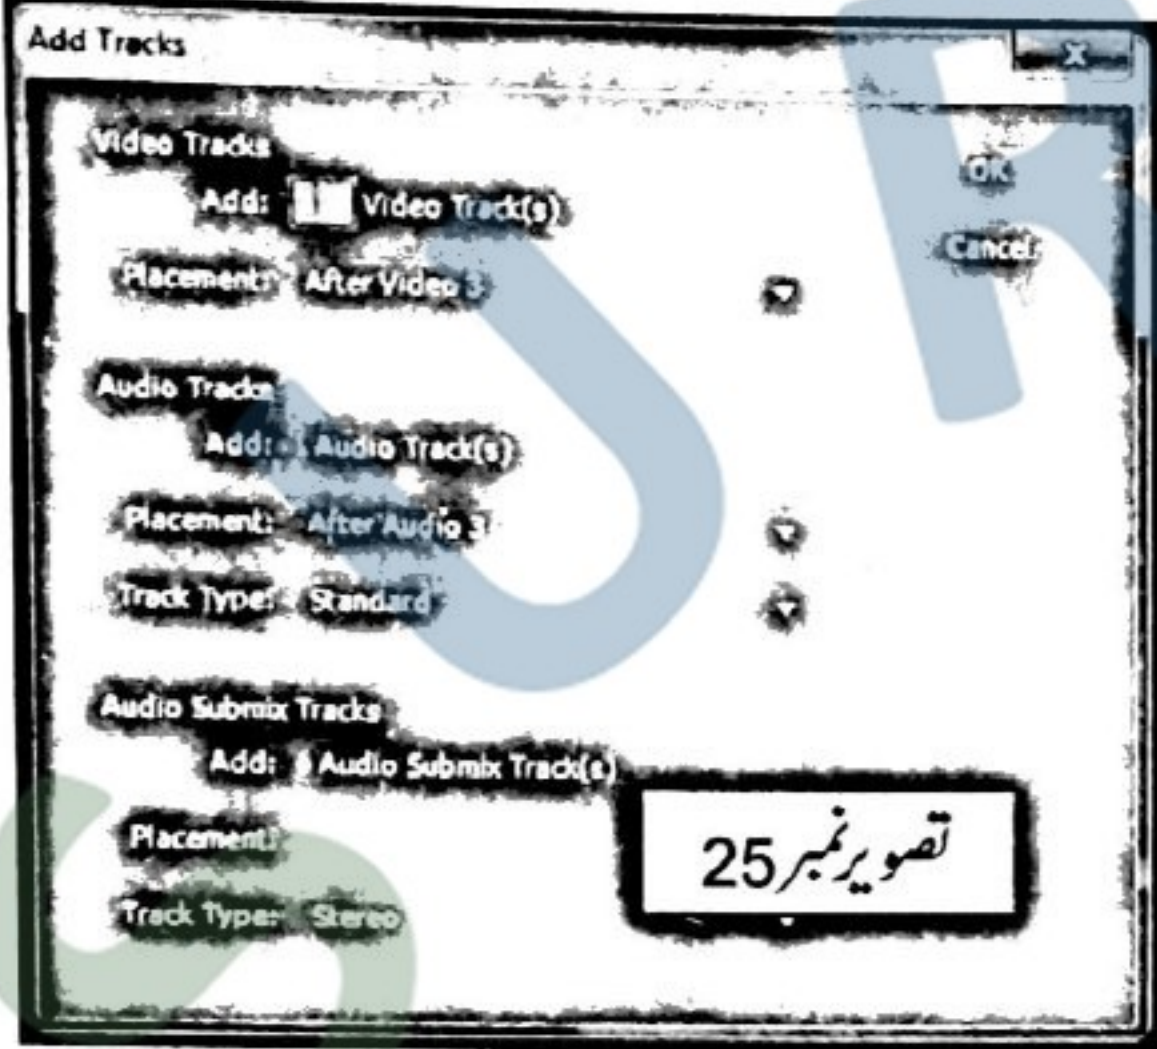 Add Tracks
X
Video Tracks
Add: Video Track(s)
OK
Cancel
Placement: After Video 3
Audio Tracks
Add: Audio Track(s)
Placement: After Audio 3
Track Type: Standard
Audio Submix Tracks
Add: Audio Submix Track(s)
Placement:
Track Type: Stereo
تصویر نمبر 25